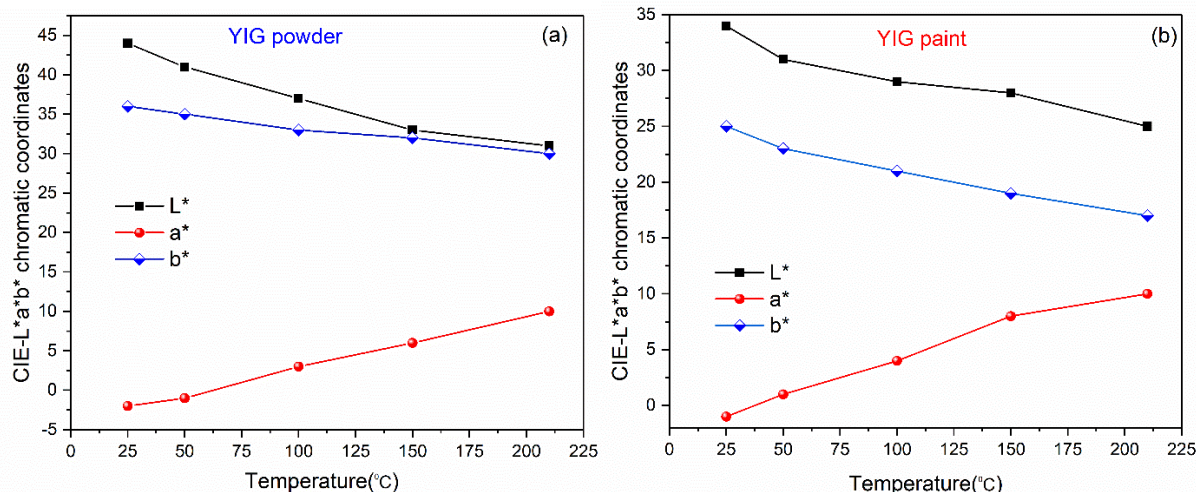 YIG powder
(a)
45
40
35
30
25
20
15
10
5
0
-5
L*
a*
b*
0 25 50 75 100 125 150 175 200 225
Temperature(°C)
CIE-L*a*b* chromatic coordinates
YIG paint
(b)
35
30
25
20
15
10
5
0
L*
a*
b*
0 25 50 75 100 125 150 175 200 225
Temperature(°C)
CIE-L*a*b* chromatic coordinates